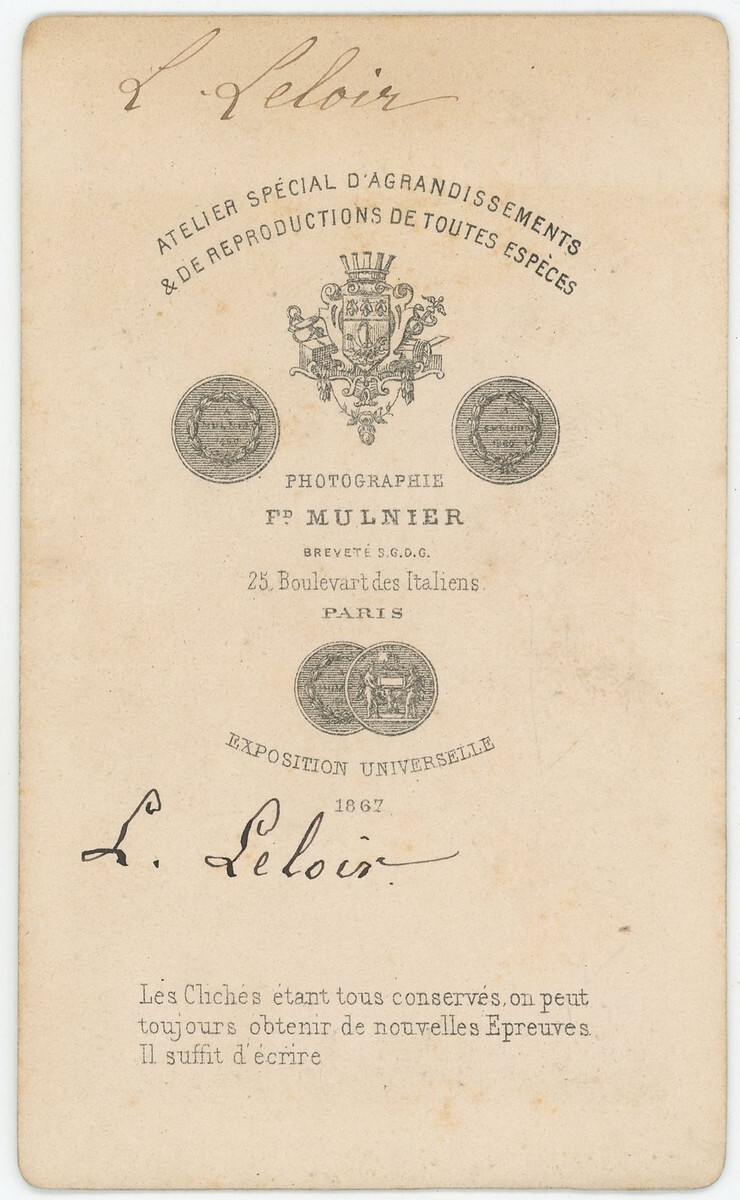 L. Leloir
ATELIER SPÉCIAL D'AGRANDISSEMENTS
& DE REPRODUCTIONS DE TOUTES ESPÈCES
A
MULNIER
A
PHOTOGRAPHIE
FD MULNIER
BREVETÉ S.G.D.G.
25, Boulevart des Italiens.
PARIS
EXPOSITION UNIVERSELLE
1867
L. Leloir.
Les Clichés étant tous conservés, on peut
toujours obtenir de nouvelles Epreuves.
Il suffit d'écrire